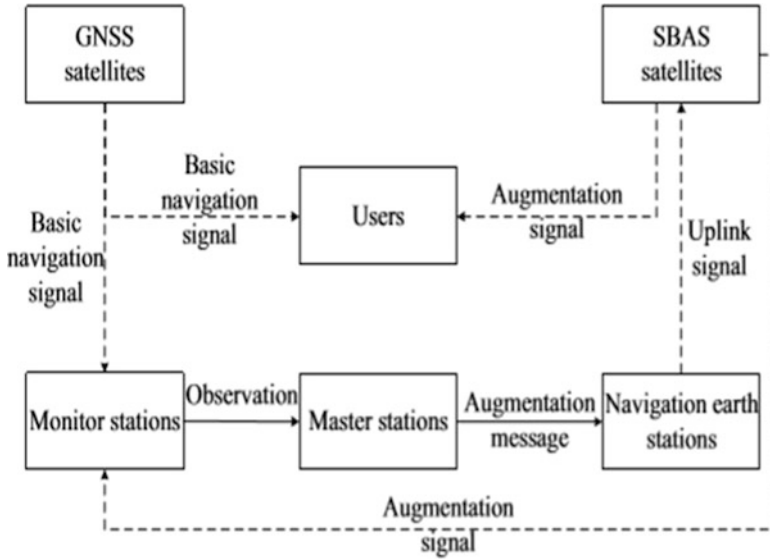 GNSS
satellites
SBAS
satellites
Basic
navigation
signal
Users
Augmentation
signal
Basic
navigation
signal
Uplink
signal
Monitor stations
Observation
Master stations
Augmentation
message
Navigation earth
stations
Augmentation
signal